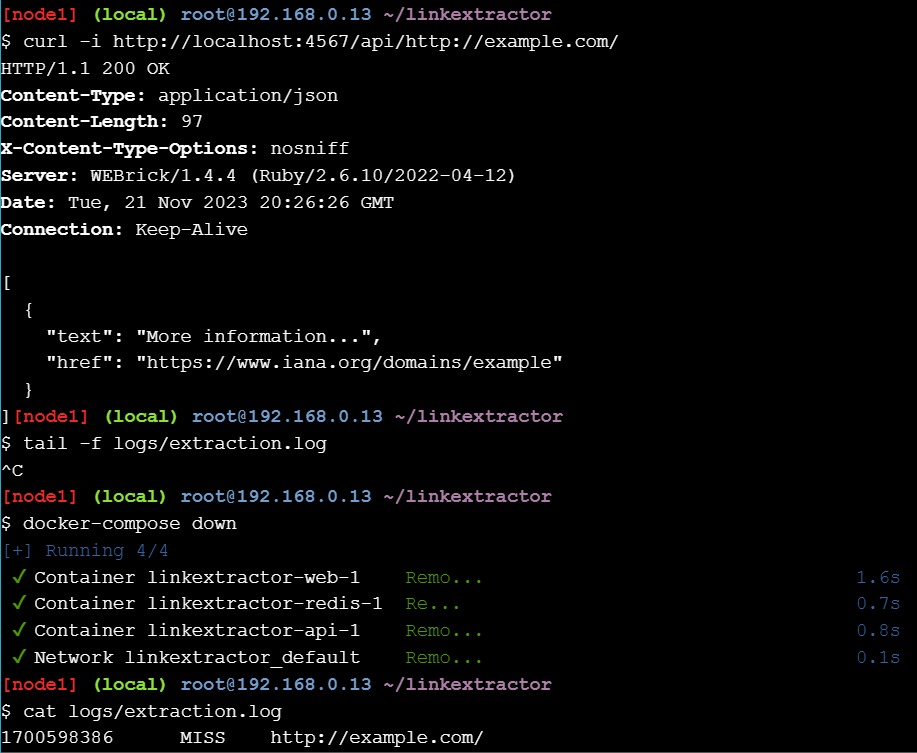 [node1] (local) root@192.168.0.13 ~/linkextractor
$ curl -i http://localhost:4567/api/http://example.com/
HTTP/1.1 200 OK
Content-Type: application/json
Content-Length: 97
X-Content-Type-Options: nosniff
Server: WEBrick/1.4.4 (Ruby/2.6.10/2022-04-12)
Date: Tue, 21 Nov 2023 20:26:26 GMT
Connection: Keep-Alive

[
  {
    "text": "More information...",
    "href": "https://www.iana.org/domains/example"
  }
][node1] (local) root@192.168.0.13 ~/linkextractor
$ tail -f logs/extraction.log
^C
[node1] (local) root@192.168.0.13 ~/linkextractor
$ docker-compose down
[+] Running 4/4
 ✓ Container linkextractor-web-1    Remo...    1.6s
 ✓ Container linkextractor-redis-1  Re...    0.7s
 ✓ Container linkextractor-api-1    Remo...    0.8s
 ✓ Network linkextractor_default    Remo...    0.1s
[node1] (local) root@192.168.0.13 ~/linkextractor
$ cat logs/extraction.log
1700598386      MISS    http://example.com/